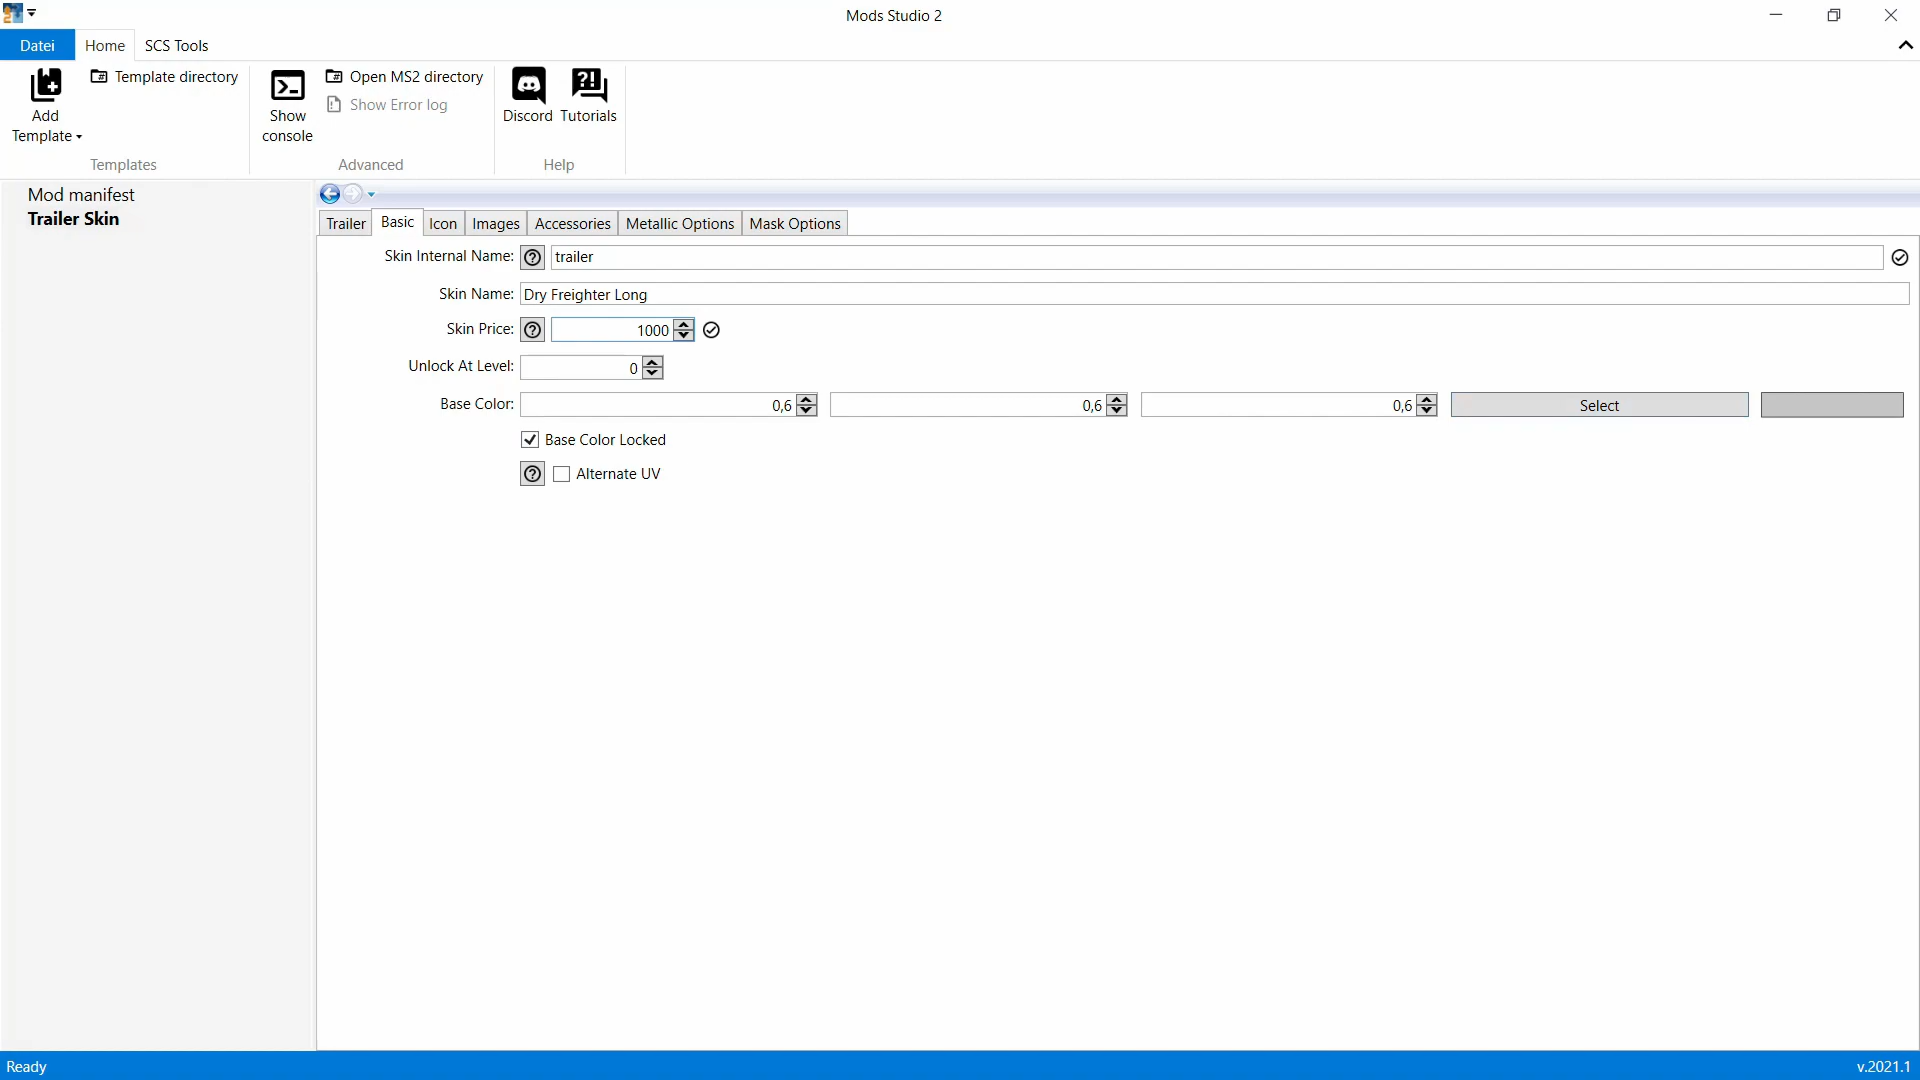 Mods Studio 2
Datei Home SCS Tools
Add Template
Template directory
Templates
Show console
Open MS2 directory
Show Error log
Advanced
Discord
Tutorials
Help
Mod manifest
Trailer Skin
Trailer Basic Icon Images Accessories Metallic Options Mask Options
Skin Internal Name: trailer
Skin Name: Dry Freighter Long
Skin Price: 1000
Unlock At Level: 0
Base Color: 0,6 0,6 0,6 Select
Base Color Locked
Alternate UV
Ready v.2021.1